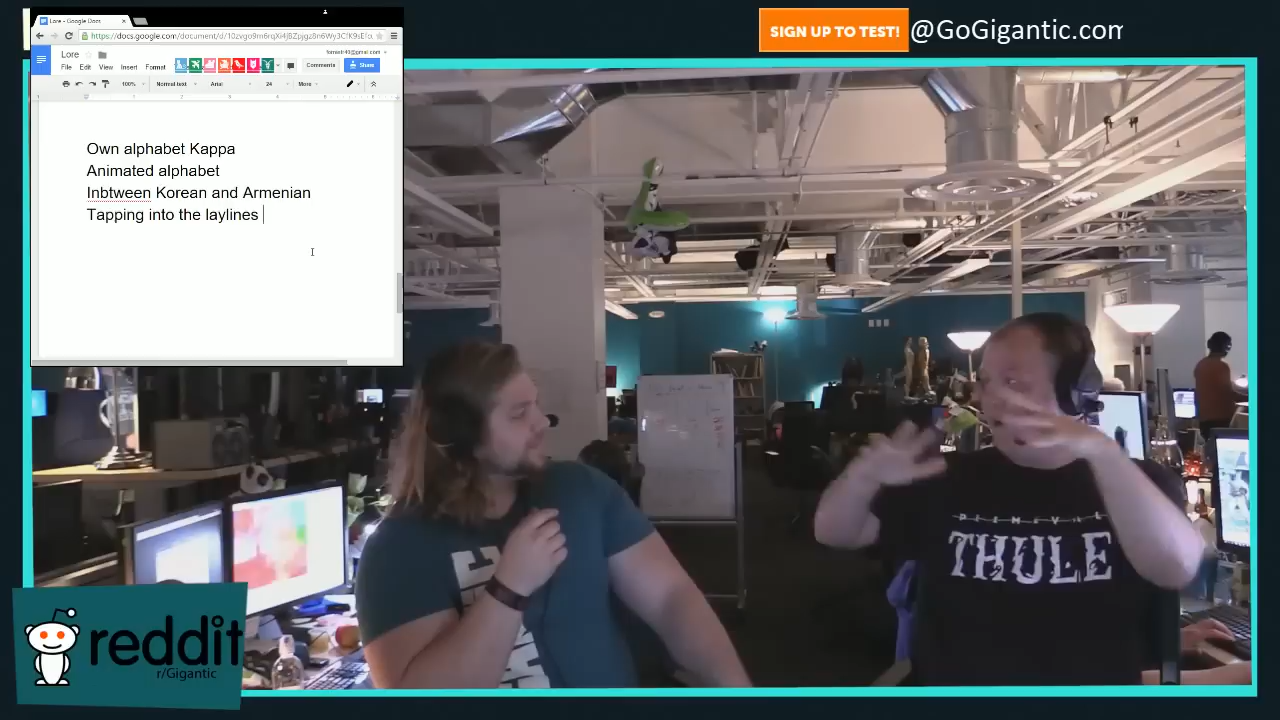 Lore - Google Docs
SIGN UP TO TEST!
@GoGigantic.com
Lore
File Edit View Insert Format
Comments
Share
100%
Normal text
Arial
24
More
Own alphabet Kappa
Animated alphabet
Inbtween Korean and Armenian
Tapping into the laylines
THULE
reddit
r/Gigantic